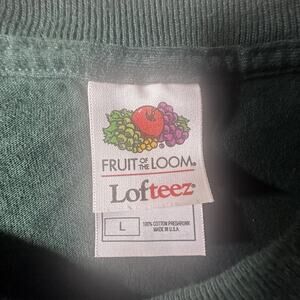 FRUIT OF THE LOOM®
Lofteez®
L
100% COTTON PRESHRUNK
MADE IN U.S.A.